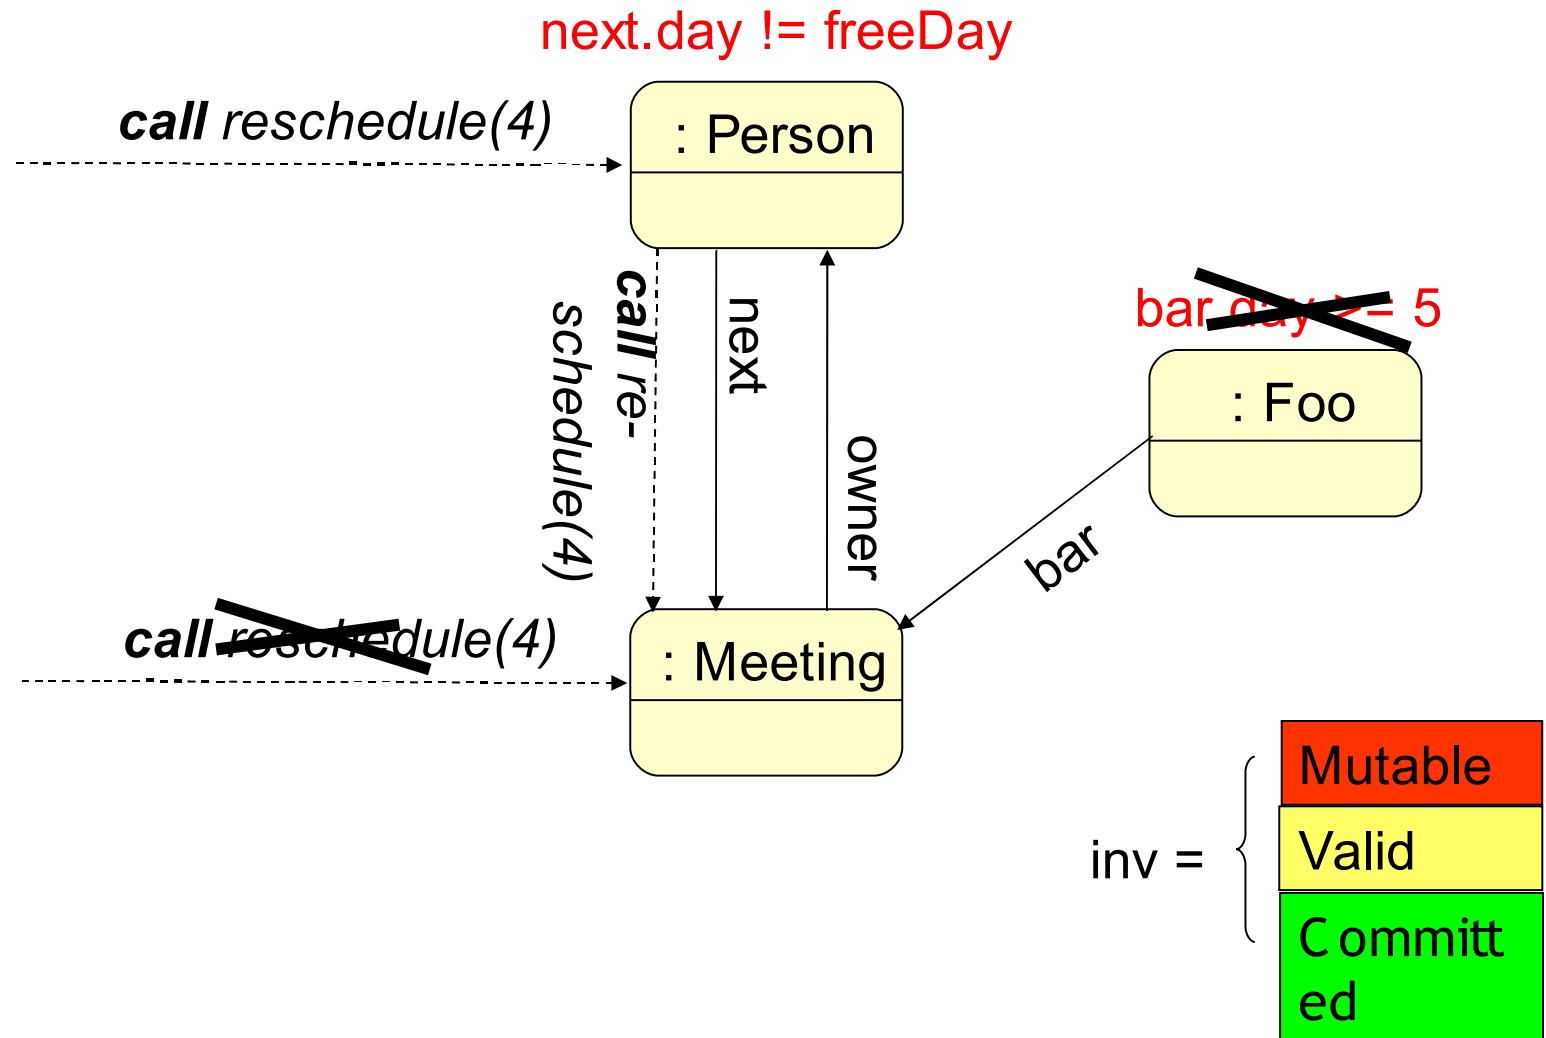 next.day != freeDay
call reschedule(4)
: Person
call re-
schedule(4)
next
owner
bar.day >= 5
: Foo
bar
call reschedule(4)
: Meeting
inv =
Mutable
Valid
Committ
ed